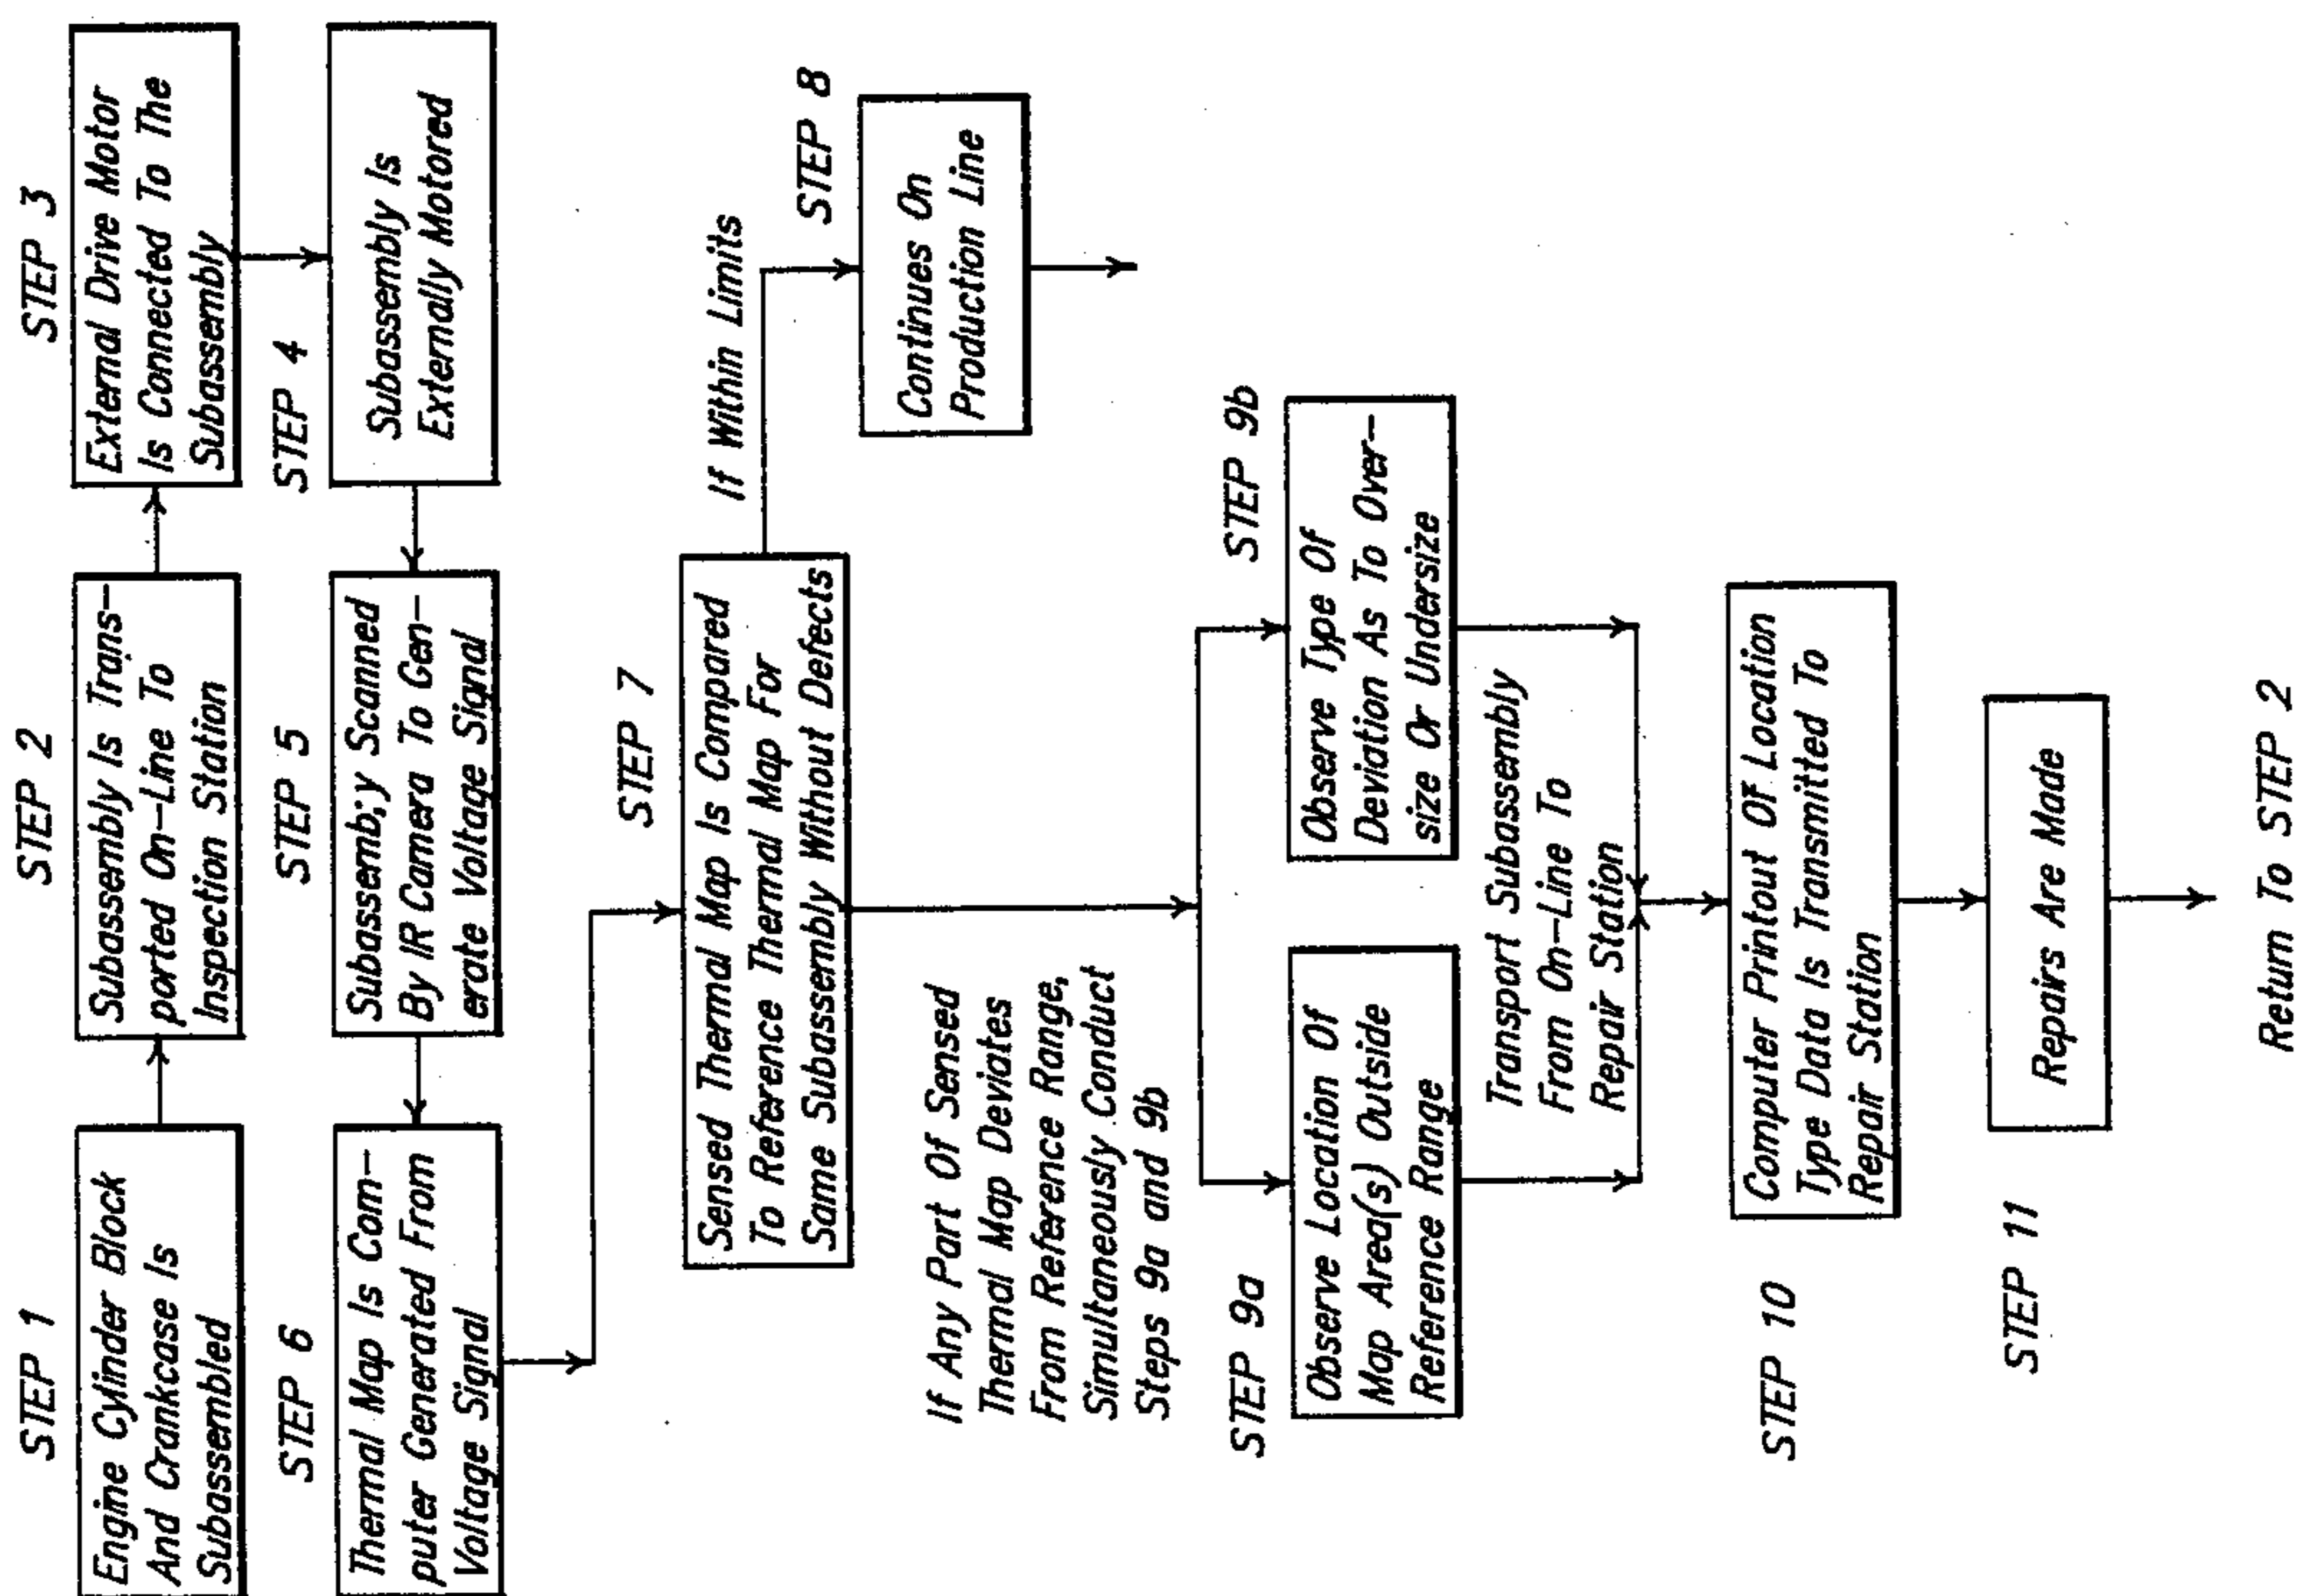 STEP 1
Engine Cylinder Block
And Crankcase Is
Subassembled
STEP 2
Subassembly Is Trans-
ported On-Line To
Inspection Station
STEP 3
External Drive Motor
Is Connected To The
Subassembly
STEP 4
Subassembly Is
Externally Motored
STEP 5
Subassemb;y Scanned
By IR Camera To Gen-
erate Voltage Signal
STEP 6
Thermal Map Is Com-
puter Generated From
Voltage Signal
STEP 7
Sensed Thermal Map Is Compared
To Reference Thermal Map For
Same Subassembly Without Defects
If Within Limits
STEP 8
Continues On
Production Line
If Any Part Of Sensed
Thermal Map Deviates
From Reference Range,
Simultaneously Conduct
Steps 9a and 9b
STEP 9a
Observe Location Of
Map Area(s) Outside
Reference Range
STEP 9b
Observe Type Of
Deviation As To Over-
size Or Undersize
Transport Subassembly
From On-Line To
Repair Station
STEP 10
Computer Printout Of Location
Type Data Is Transmitted To
Repair Station
STEP 11
Repairs Are Made
Return To STEP 2